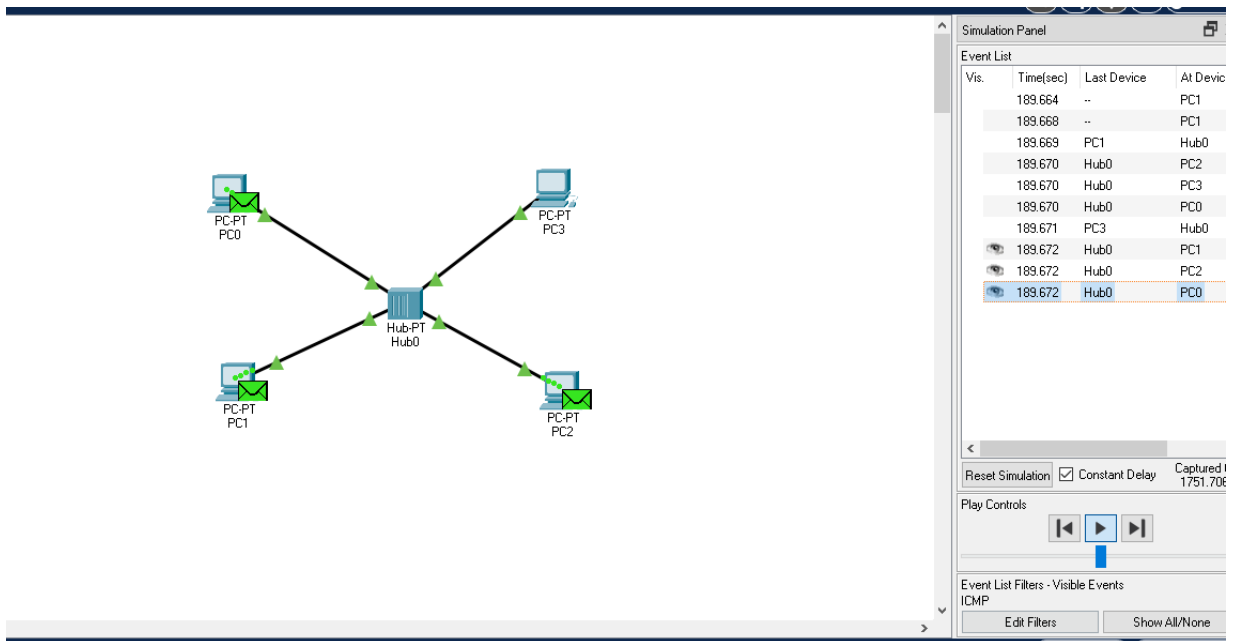 Simulation Panel
Event List
Vis. Time(sec) Last Device At Devic
189.664 -- PC1
189.668 -- PC1
189.669 PC1 Hub0
189.670 Hub0 PC2
189.670 Hub0 PC3
189.670 Hub0 PC0
189.671 PC3 Hub0
189.672 Hub0 PC1
189.672 Hub0 PC2
189.672 Hub0 PC0
PC-PT
PC0
PC-PT
PC3
Hub-PT
Hub0
PC-PT
PC1
PC-PT
PC2
Reset Simulation Constant Delay Captured
1751.706
Play Controls
Event List Filters - Visible Events
ICMP
Edit Filters Show All/None